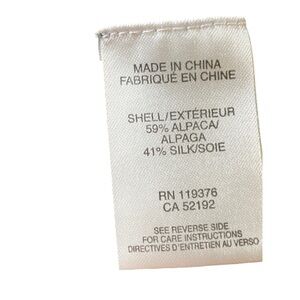 MADE IN CHINA
FABRIQUÉ EN CHINE
SHELL/EXTÉRIEUR
59% ALPACA/
ALPAGA
41% SILK/SOIE
RN 119376
CA 52192
SEE REVERSE SIDE
FOR CARE INSTRUCTIONS
DIRECTIVES D'ENTRETIEN AU VERSO